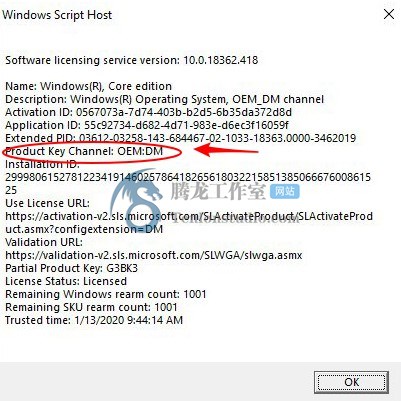 Windows Script Host
Software licensing service version: 10.0.18362.418
Name: Windows(R), Core edition
Description: Windows(R) Operating System, OEM_DM channel
Activation ID: 0567073a-7d74-403b-b2d5-6b35da372d8d
Application ID: 55c92734-d682-4d71-983e-d6ec3f16059f
Extended PID: 03612-03258-143-684467-02-1033-18363.0000-3462019
Product Key Channel: OEM:DM
Installation ID:
299980615278122341914602578641826561803221585138506667600 8615
25
Use License URL:
https://activation-v2.sls.microsoft.com/SLActivateProduct/SLActivateProd
uct.asmx?configextension=DM
Validation URL:
https://validation-v2.sls.microsoft.com/SLWGA/slwga.asmx
Partial Product Key: G3BK3
License Status: Licensed
Remaining Windows rearm count: 1001
Remaining SKU rearm count: 1001
Trusted time: 1/13/2020 9:44:14 AM
腾龙工作室
网站
OK